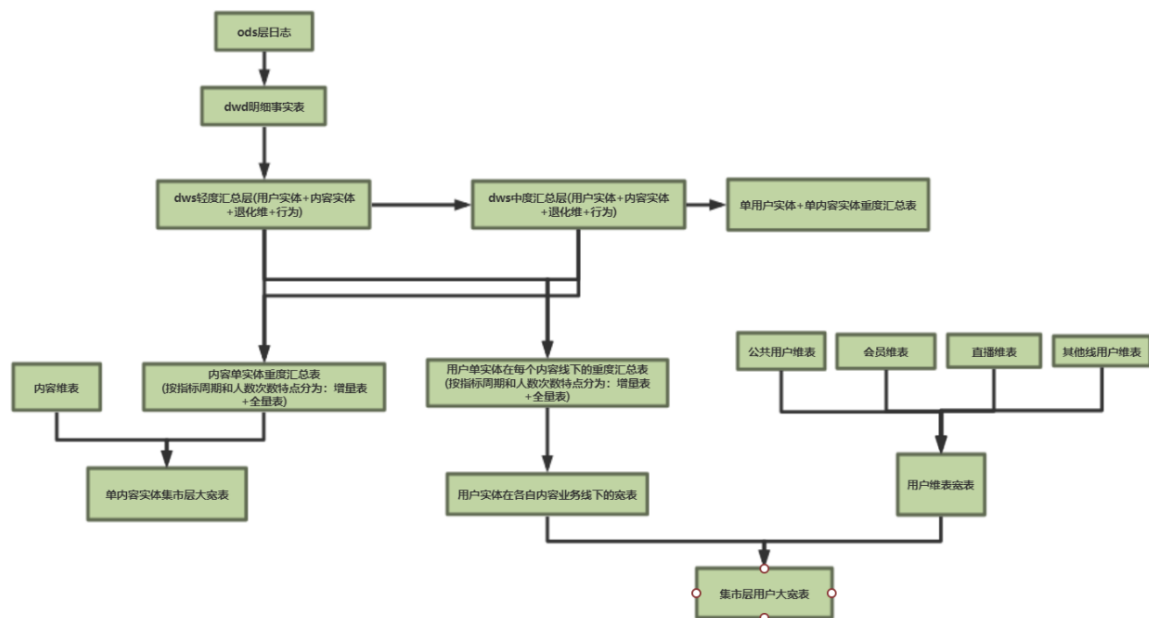 ods层日志
dwd明细事实表
dws轻度汇总层(用户实体+内容实体
+退化维+行为)
dws中度汇总层(用户实体+内容实体
+退化维+行为)
单用户实体+单内容实体重度汇总表
内容维表
内容单实体重度汇总表
(按指标周期和人数次数特点分为：增量表
+全量表)
用户单实体在每个内容线下的重度汇总表
(按指标周期和人数次数特点分为：增量表
+全量表)
公共用户维表
会员维表
直播维表
其他线用户维表
单内容实体集市层大宽表
用户实体在各自内容业务线下的宽表
用户维表宽表
集市层用户大宽表